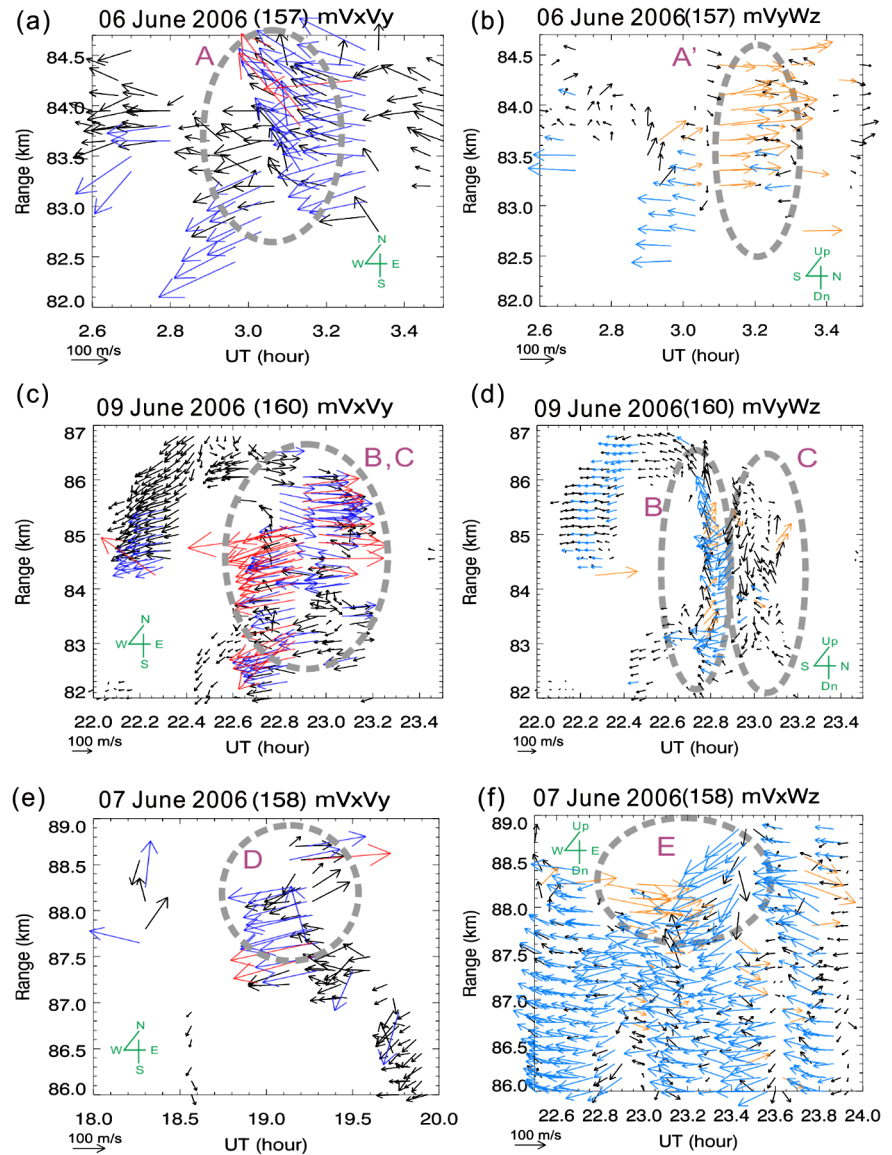 (a) 06 June 2006 (157) mVxVy
84.5
84.0
83.5
83.0
82.5
82.0
Range (km)
A
N
W E
S
2.6 2.8 3.0 3.2 3.4
100 m/s
UT (hour)
(b) 06 June 2006 (157) mVyWz
84.5
84.0
83.5
83.0
82.5
82.0
Range (km)
A'
Up
S N
Dn
2.6 2.8 3.0 3.2 3.4
100 m/s
UT (hour)
(c) 09 June 2006 (160) mVxVy
87
86
85
84
83
82
Range (km)
B, C
N
W E
S
22.0 22.2 22.4 22.6 22.8 23.0 23.2 23.4
100 m/s
UT (hour)
(d) 09 June 2006 (160) mVyWz
87
86
85
84
83
82
Range (km)
B
C
Up
S N
Dn
22.0 22.2 22.4 22.6 22.8 23.0 23.2 23.4
100 m/s
UT (hour)
(e) 07 June 2006 (158) mVxVy
89.0
88.5
88.0
87.5
87.0
86.5
86.0
Range (km)
D
N
W E
S
18.0 18.5 19.0 19.5 20.0
100 m/s
UT (hour)
(f) 07 June 2006 (158) mVxWz
89.0
88.5
88.0
87.5
87.0
86.5
86.0
Range (km)
Up
W E
Dn
E
22.6 22.8 23.0 23.2 23.4 23.6 23.8 24.0
100 m/s
UT (hour)